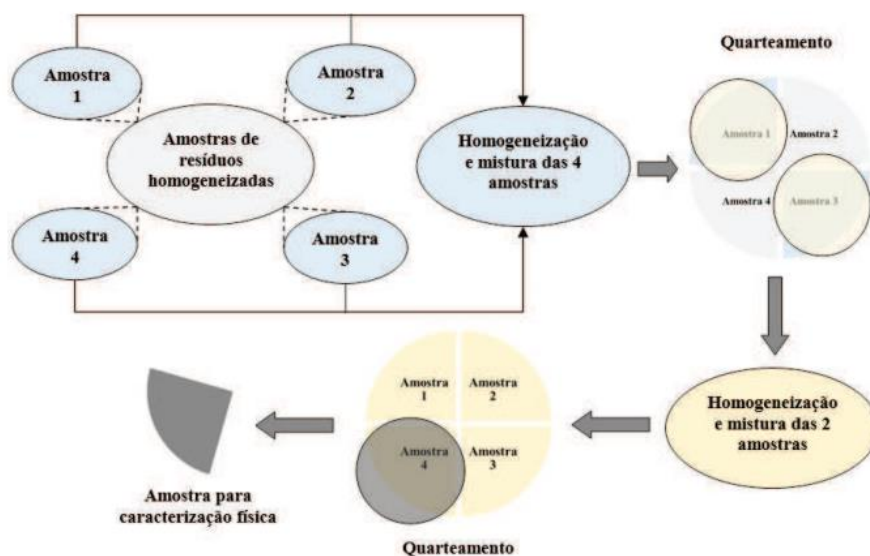 Amostra
1
Amostra
2
Amostras de
resíduos
homogeneizadas
Amostra
4
Amostra
3
Homogeneização
e mistura das 4
amostras
Quarteamento
Amostra 1
Amostra 2
Amostra 4
Amostra 3
Homogeneização
e mistura das 2
amostras
Amostra
1
Amostra
2
Amostra
4
Amostra
3
Quarteamento
Amostra para
caracterização física